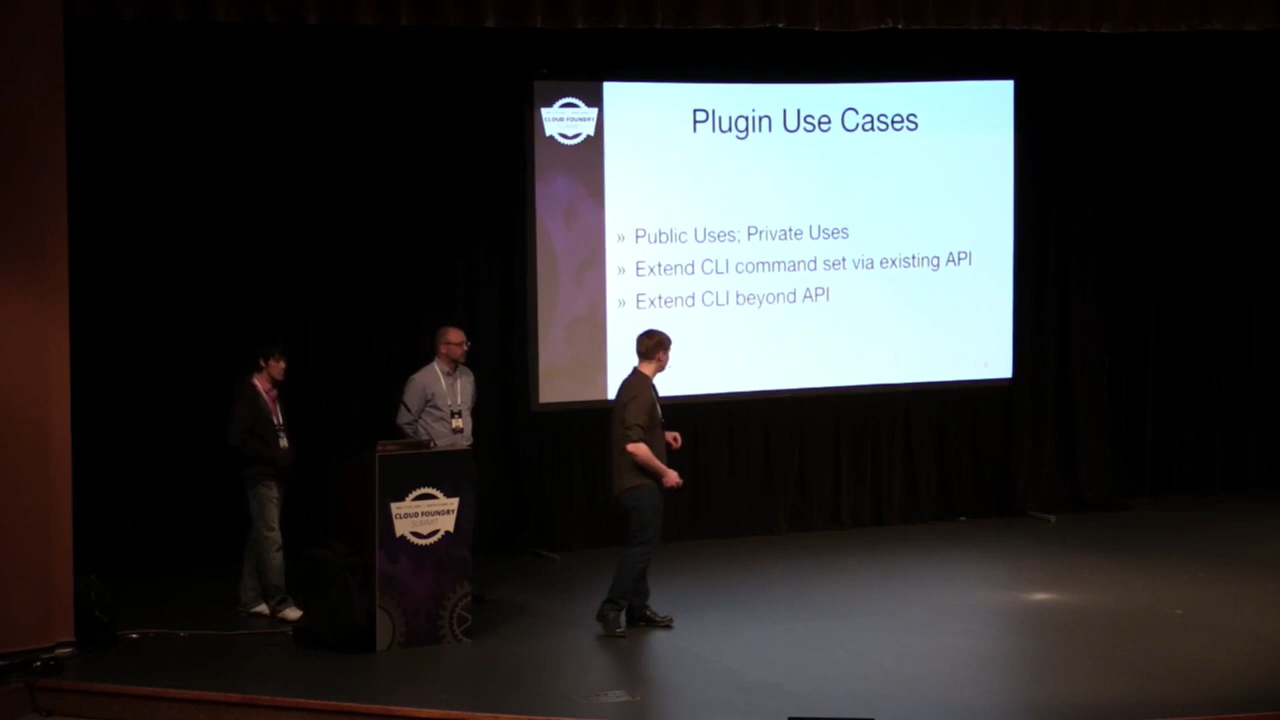 CLOUD FOUNDRY
Plugin Use Cases
» Public Uses; Private Uses
» Extend CLI command set via existing API
» Extend CLI beyond API
CLOUD FOUNDRY
SUMMIT